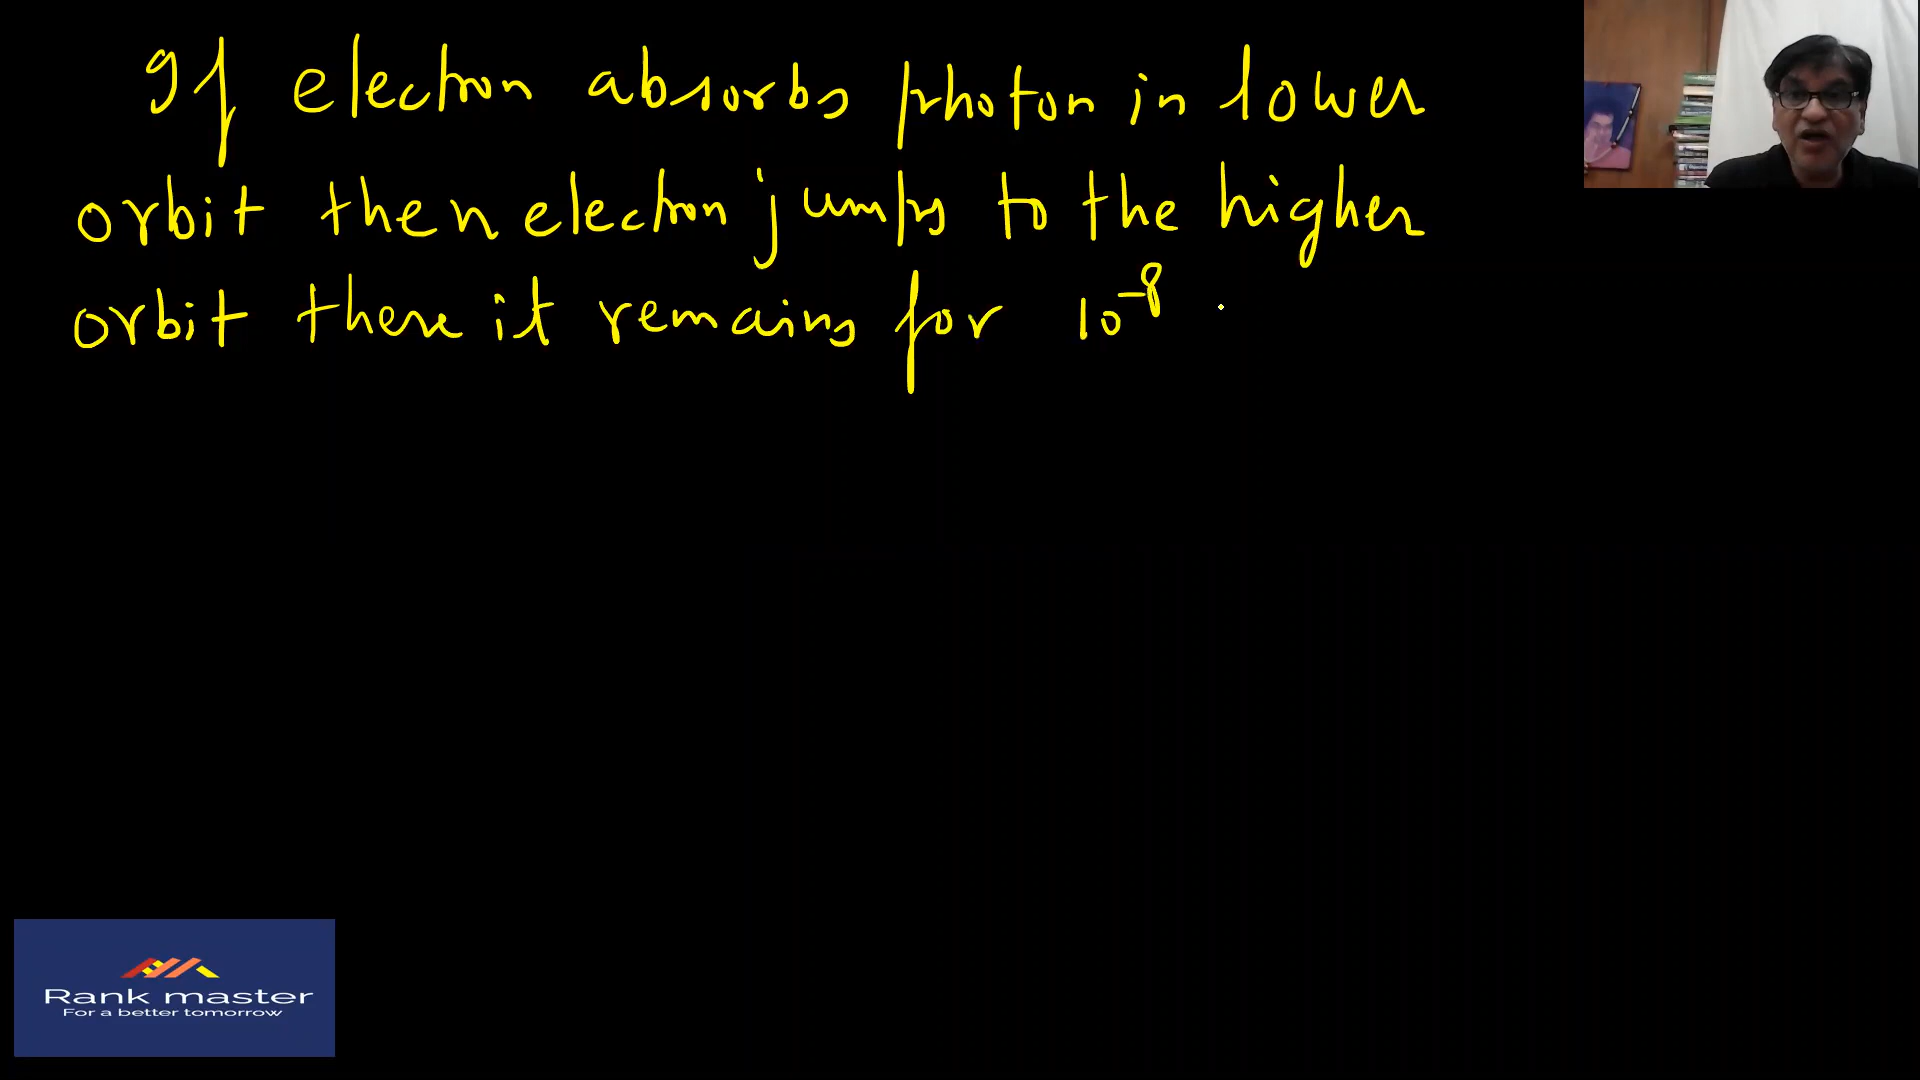 If electron absorbs photon in lower
orbit then electron jumps to the higher
orbit there it remains for 10⁻⁸
Rank master
For a better tomorrow